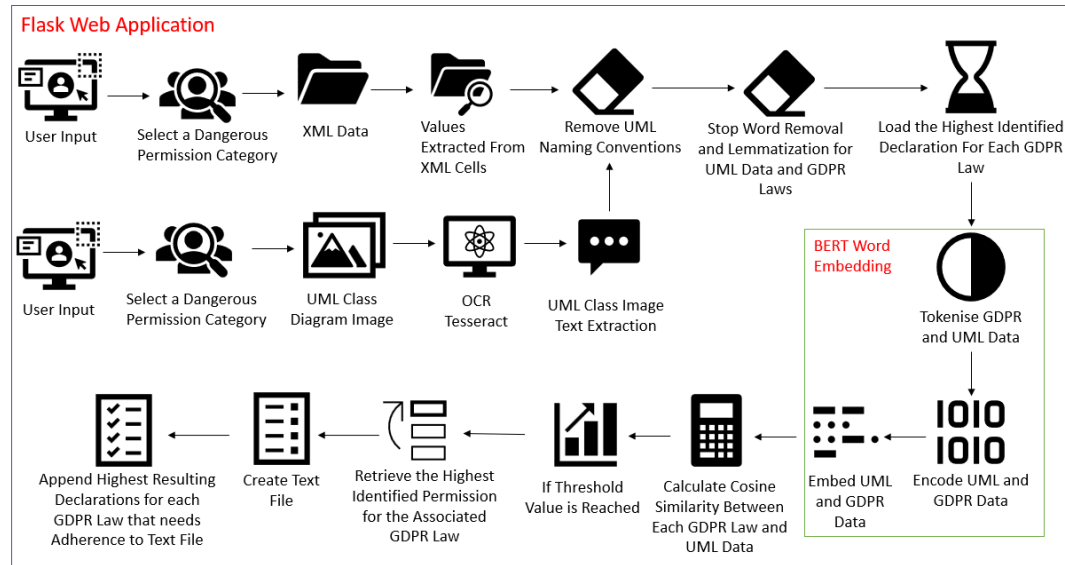 Flask Web Application
User Input
Select a Dangerous
Permission Category
XML Data
Values
Extracted From
XML Cells
Remove UML
Naming Conventions
Stop Word Removal
and Lemmatization for
UML Data and GDPR
Laws
Load the Highest Identified
Declaration For Each GDPR
Law
User Input
Select a Dangerous
Permission Category
UML Class
Diagram Image
OCR
Tesseract
UML Class Image
Text Extraction
BERT Word
Embedding
Tokenise GDPR
and UML Data
Encode UML and
GDPR Data
Embed UML
and GDPR
Data
Calculate Cosine
Similarity Between
Each GDPR Law and
UML Data
If Threshold
Value is Reached
Retrieve the Highest
Identified Permission
for the Associated
GDPR Law
Create Text
File
Append Highest Resulting
Declarations for each
GDPR Law that needs
Adherence to Text File